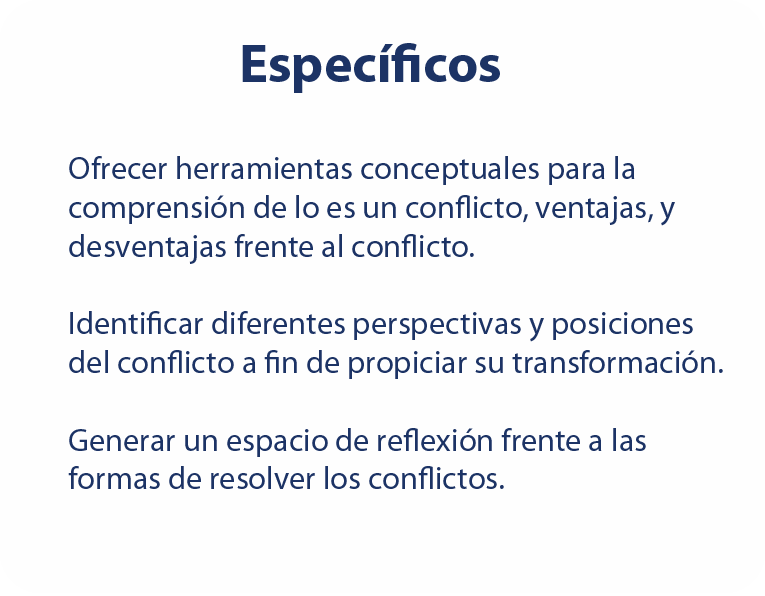 Específicos
Ofrecer herramientas conceptuales para la
comprensión de lo es un conflicto, ventajas, y
desventajas frente al conflicto.
Identificar diferentes perspectivas y posiciones
del conflicto a fin de propiciar su transformación.
Generar un espacio de reflexión frente a las
formas de resolver los conflictos.